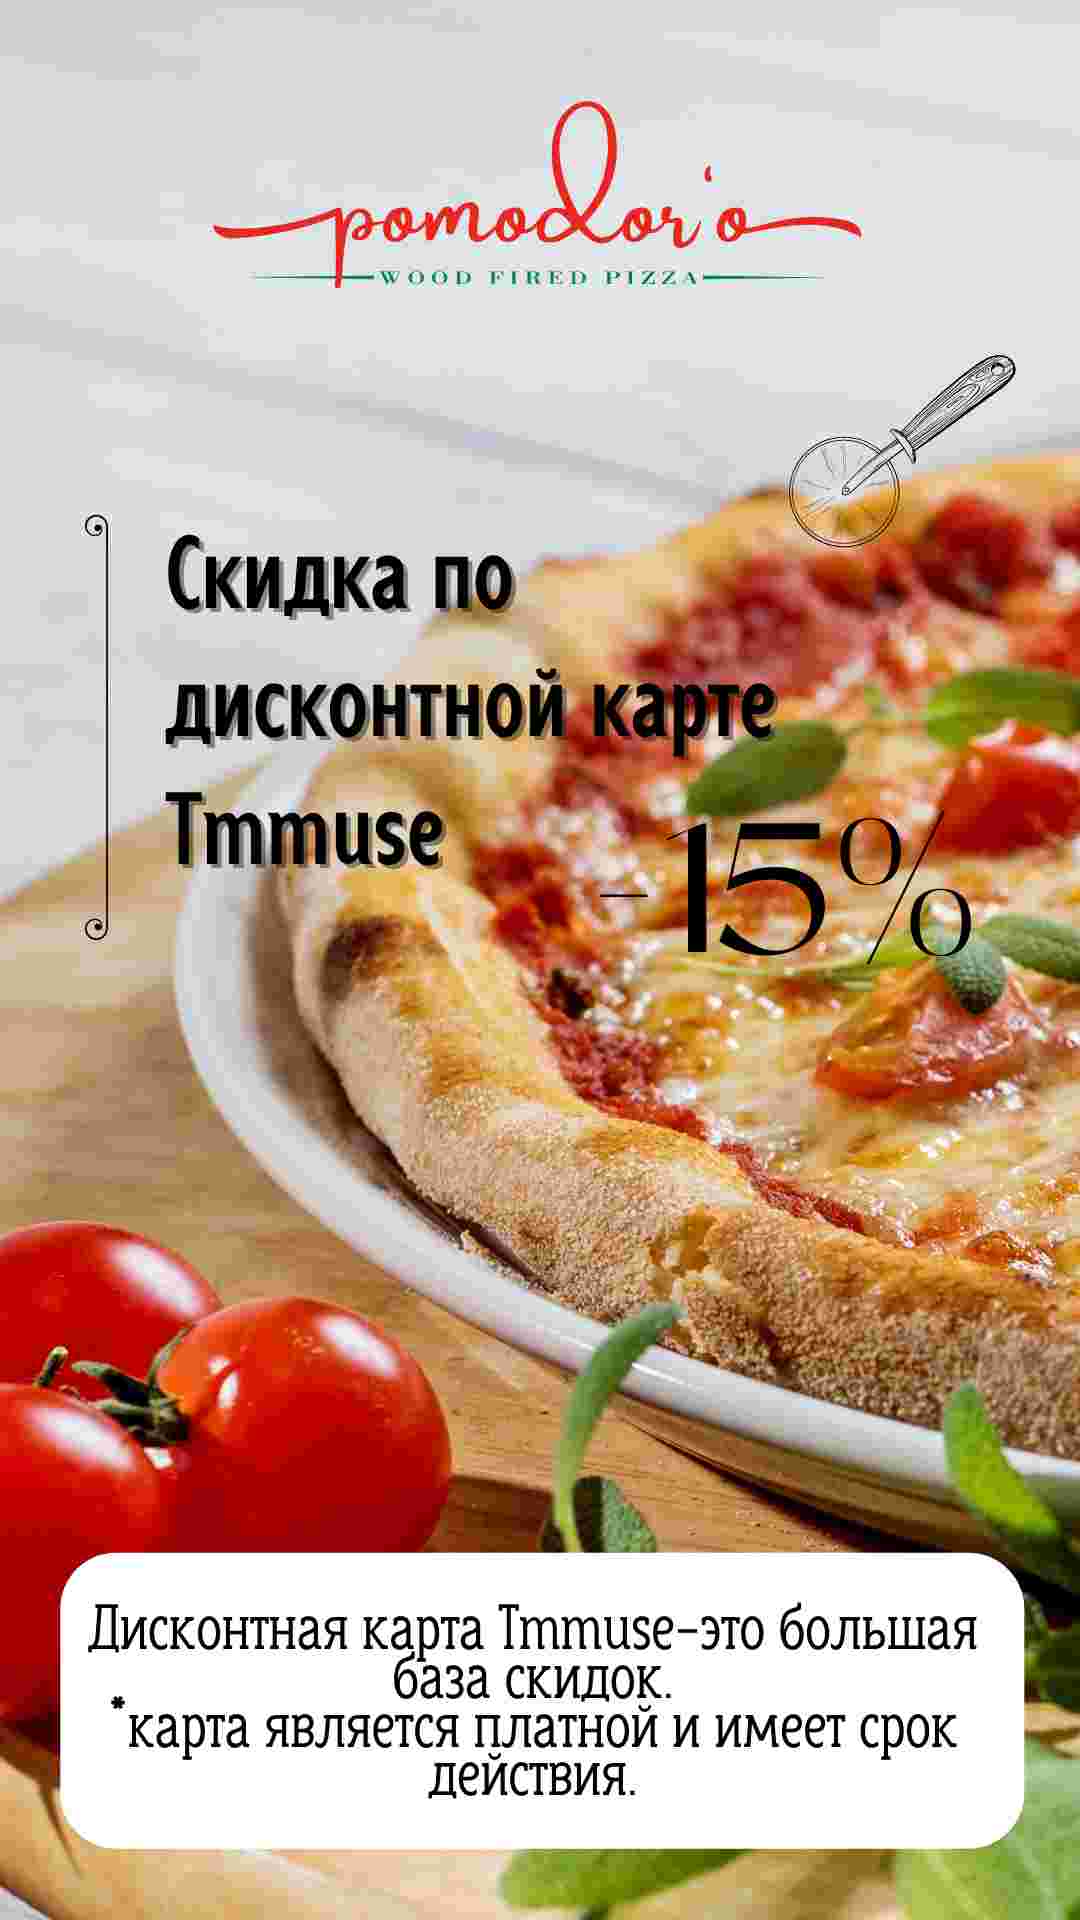 pomodor'o
WOOD FIRED PIZZA
Скидка по
дисконтной карте
Tmmuse
-15%
Дисконтная карта Tmmuse-это большая
база скидок.
*карта является платной и имеет срок
действия.